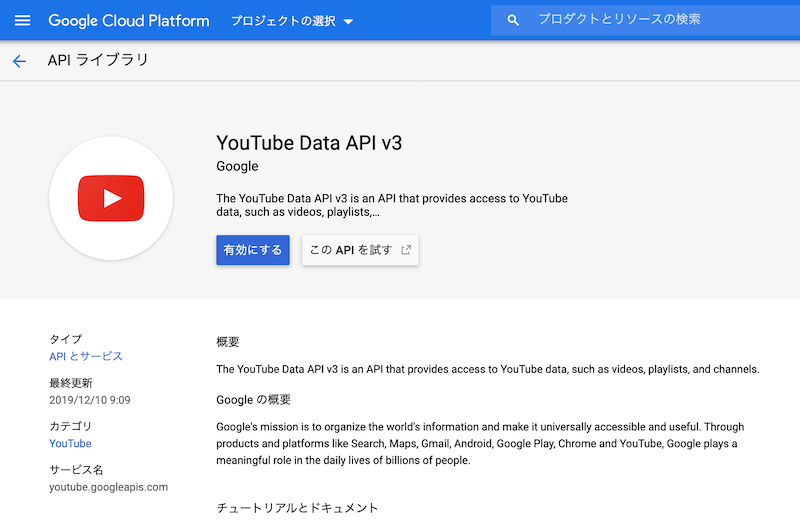 Google Cloud Platform プロジェクトの選択 プロダクトとリソースの検索
API ライブラリ
YouTube Data API v3
Google
The YouTube Data API v3 is an API that provides access to YouTube
data, such as videos, playlists,...
有効にする この API を試す
タイプ
API とサービス
最終更新
2019/12/10 9:09
カテゴリ
YouTube
サービス名
youtube.googleapis.com
概要
The YouTube Data API v3 is an API that provides access to YouTube data, such as videos, playlists, and channels.
Google の概要
Google's mission is to organize the world's information and make it universally accessible and useful. Through
products and platforms like Search, Maps, Gmail, Android, Google Play, Chrome and YouTube, Google plays a
meaningful role in the daily lives of billions of people.
チュートリアルとドキュメント